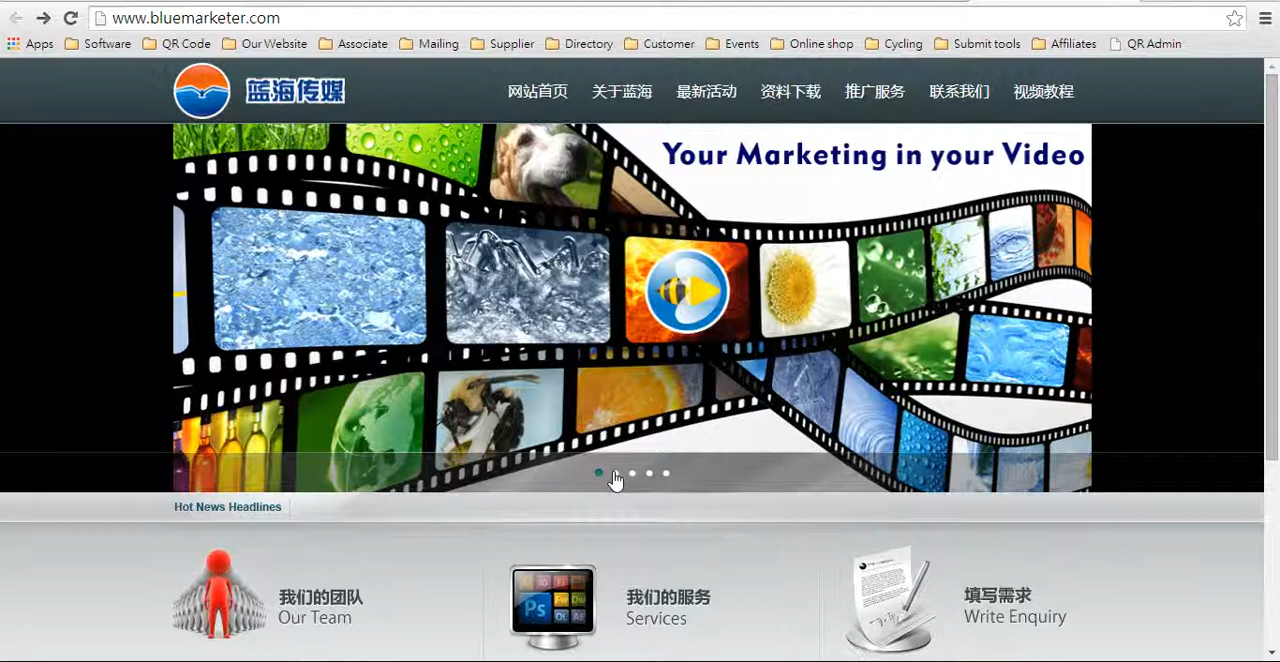 www.bluemarketer.com
Apps Software QR Code Our Website Associate Mailing Supplier Directory Customer Events Online shop Cycling Submit tools Affiliates QR Admin
蓝海传媒 网站首页 关于蓝海 最新活动 资料下载 推广服务 联系我们 视频教程
Your Marketing in your Video
Hot News Headlines
我们的团队
Our Team
Ps Fw Dw
我们的服务
Services
填写需求
Write Enquiry